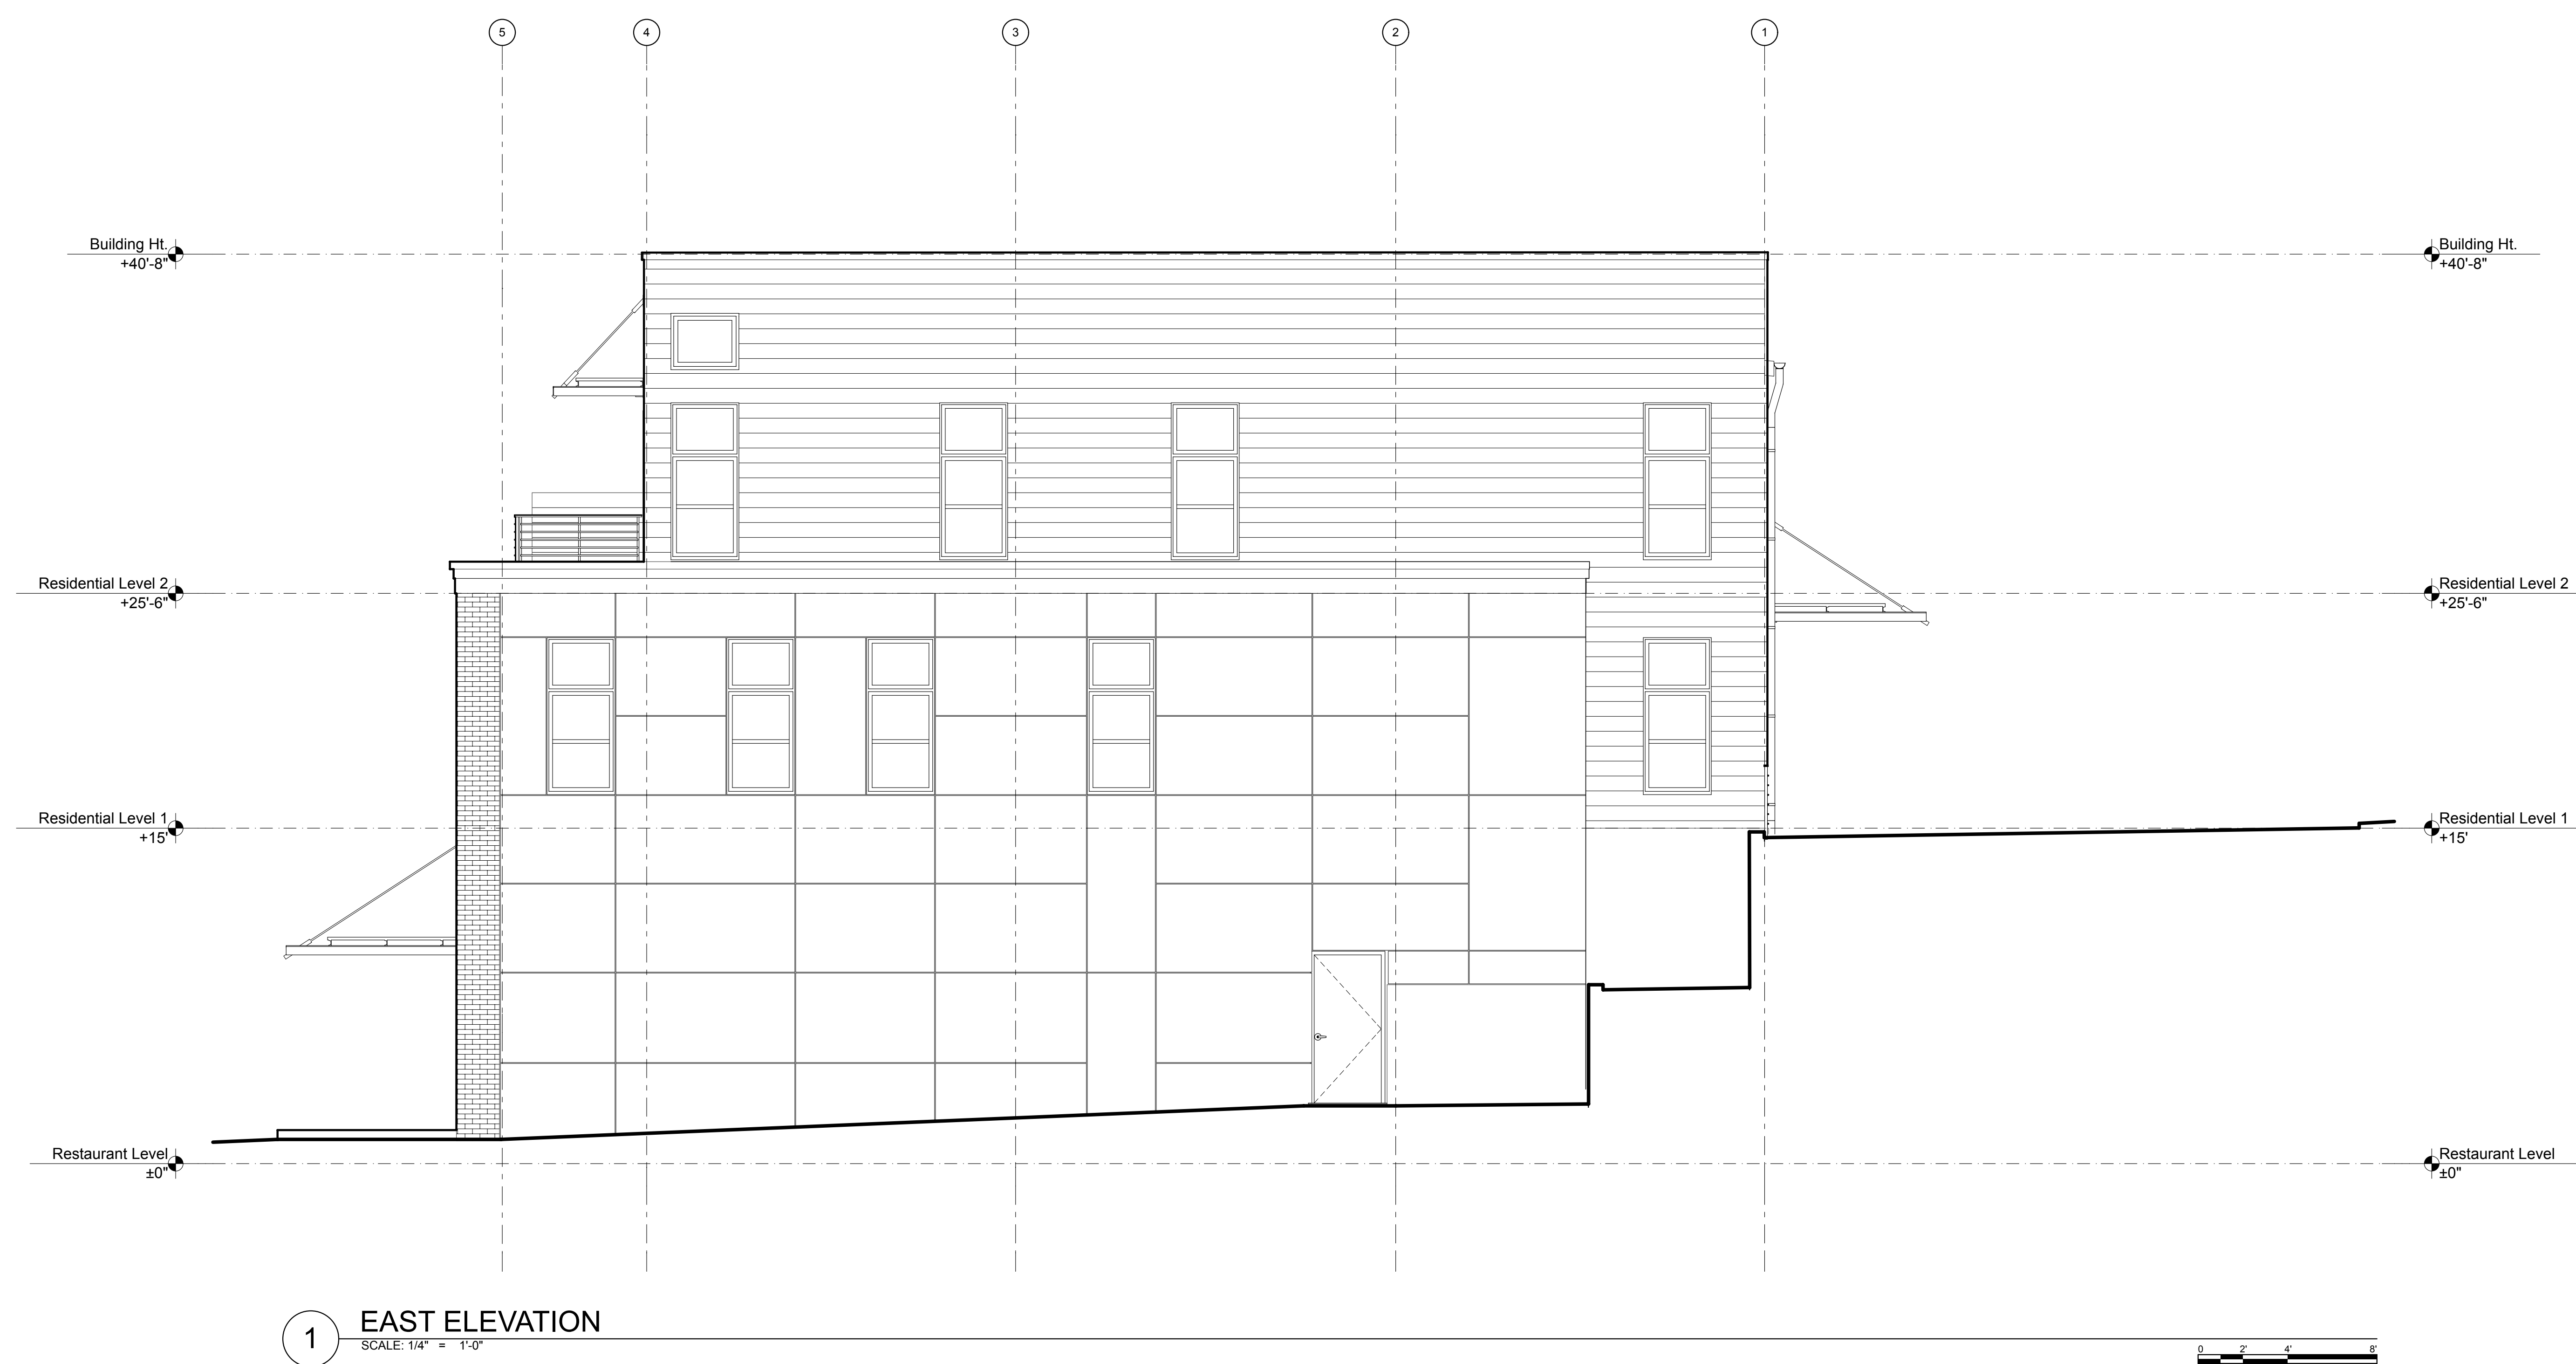 5 4 3 2 1
Building Ht.
+40'-8"
Building Ht.
+40'-8"
Residential Level 2
+25'-6"
Residential Level 2
+25'-6"
Residential Level 1
+15'
Residential Level 1
+15'
Restaurant Level
±0"
Restaurant Level
±0"
1
EAST ELEVATION
SCALE: 1/4" = 1'-0"
0 2' 4' 8'